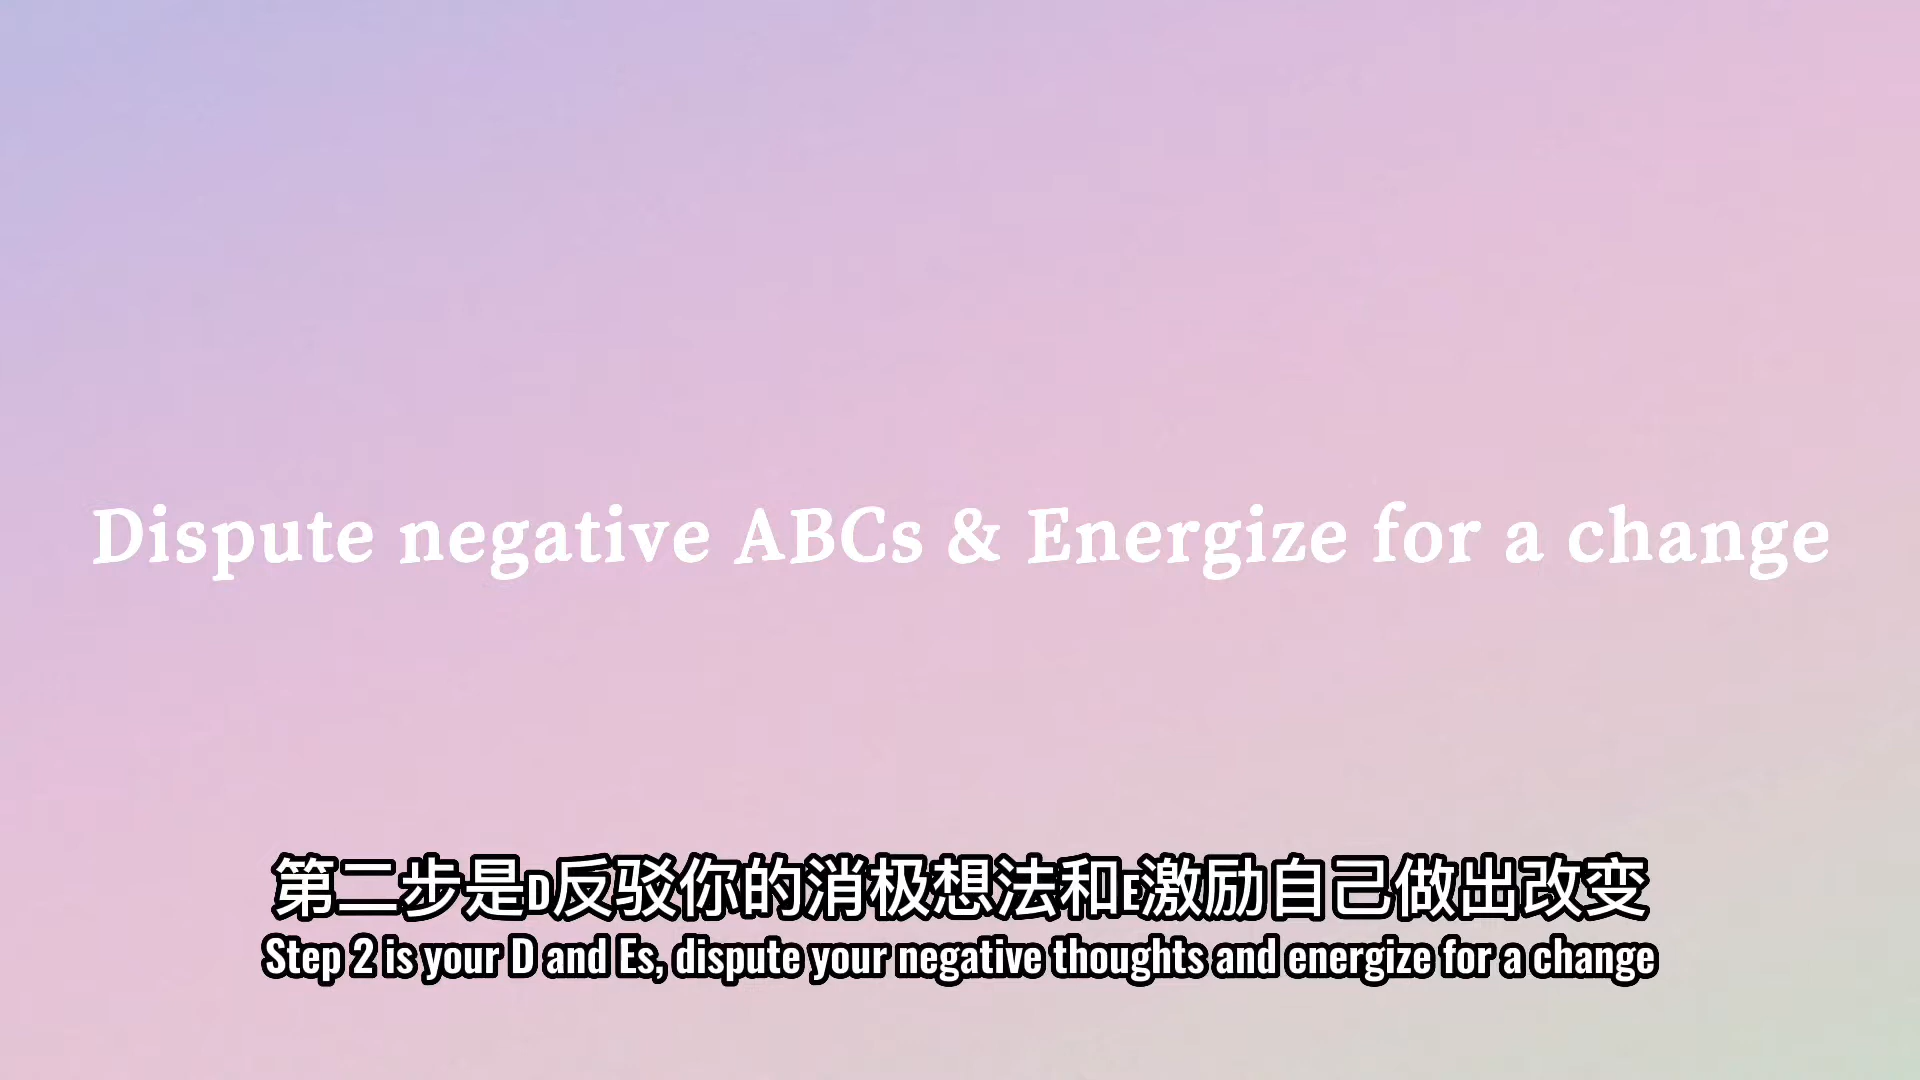 Dispute negative ABCs & Energize for a change
第二步是D反驳你的消极想法和E激励自己做出改变
Step 2 is your D and Es, dispute your negative thoughts and energize for a change